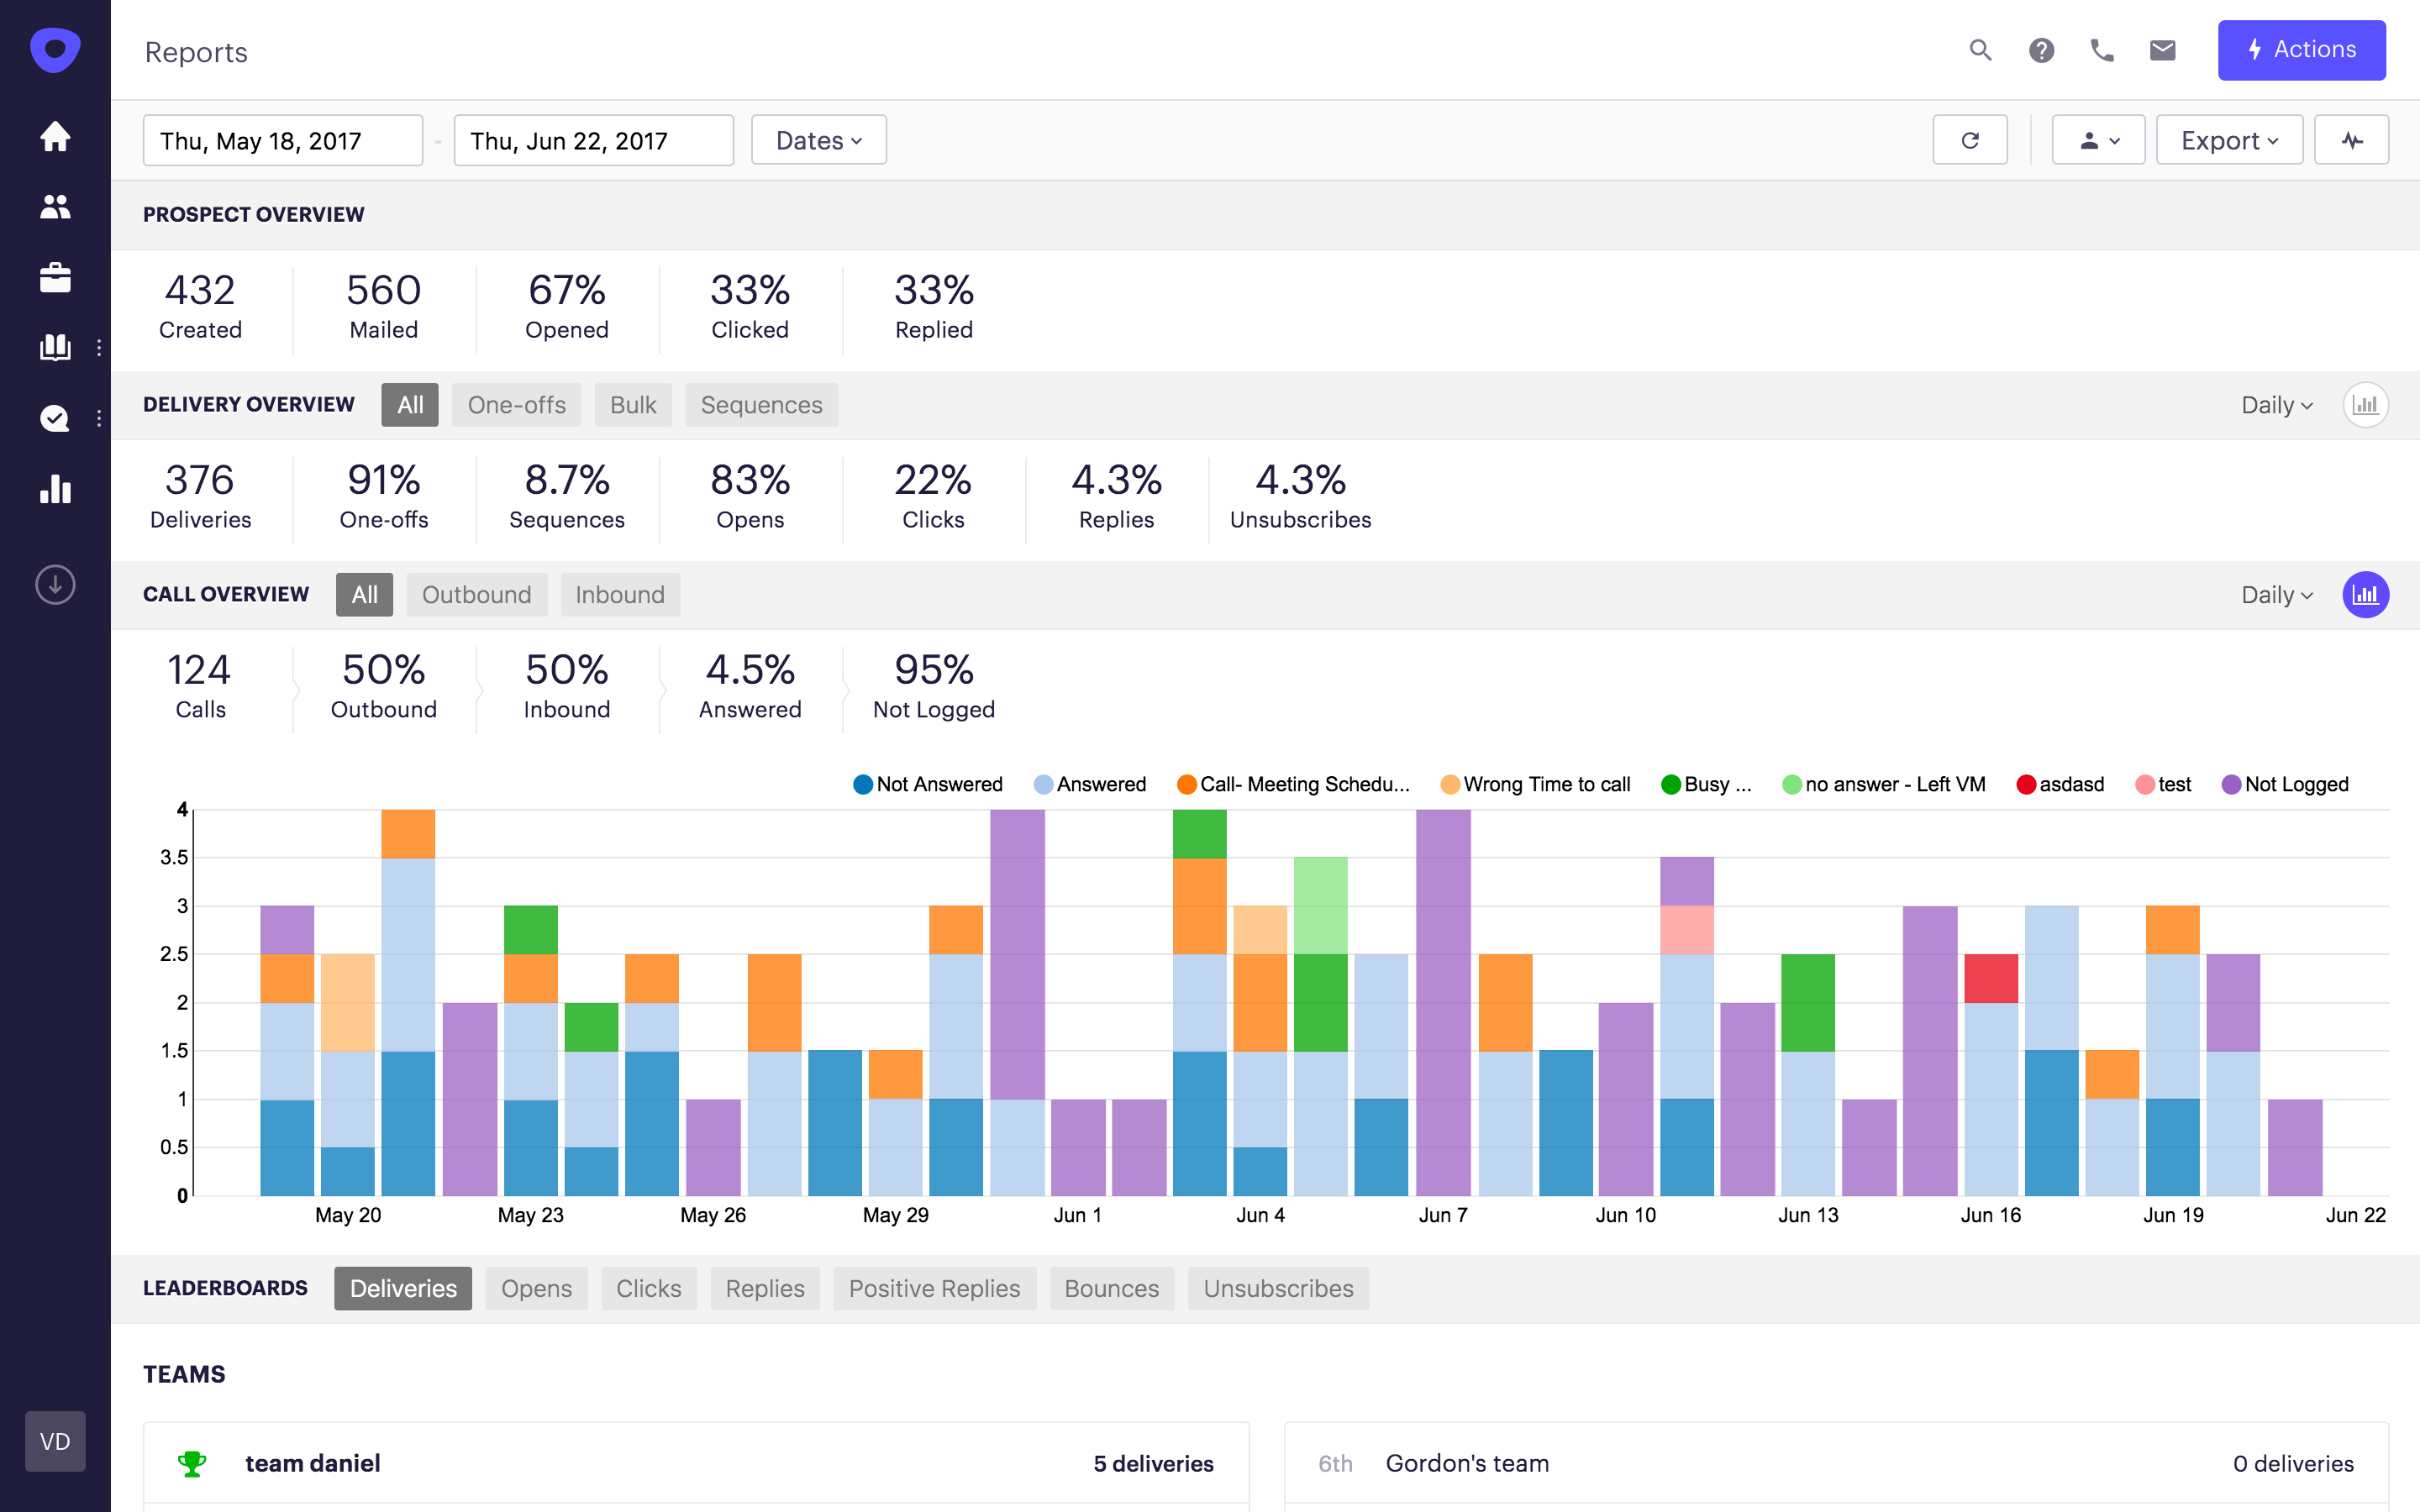 Reports
Actions
Thu, May 18, 2017 - Thu, Jun 22, 2017 Dates
Export
PROSPECT OVERVIEW
432 560 67% 33% 33%
Created Mailed Opened Clicked Replied
DELIVERY OVERVIEW All One-offs Bulk Sequences Daily
376 91% 8.7% 83% 22% 4.3% 4.3%
Deliveries One-offs Sequences Opens Clicks Replies Unsubscribes
CALL OVERVIEW All Outbound Inbound Daily
124 50% 50% 4.5% 95%
Calls Outbound Inbound Answered Not Logged
Not Answered Answered Call- Meeting Schedu... Wrong Time to call Busy ... no answer - Left VM asdasd test Not Logged
4
3.5
3
2.5
2
1.5
1
0.5
0
May 20 May 23 May 26 May 29 Jun 1 Jun 4 Jun 7 Jun 10 Jun 13 Jun 16 Jun 19 Jun 22
LEADERBOARDS Deliveries Opens Clicks Replies Positive Replies Bounces Unsubscribes
TEAMS
team daniel 5 deliveries
6th Gordon's team 0 deliveries
VD